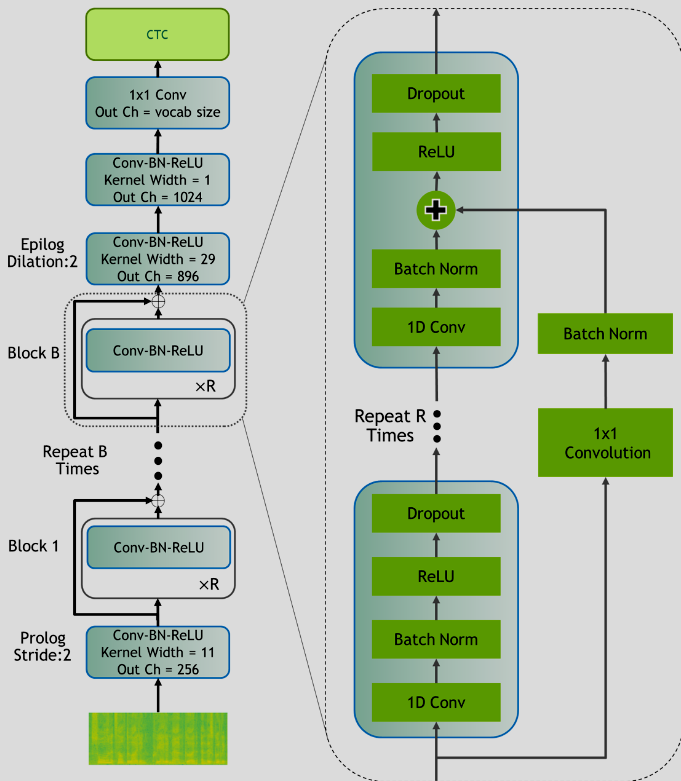 CTC
1x1 Conv
Out Ch = vocab size
Conv-BN-ReLU
Kernel Width = 1
Out Ch = 1024
Epilog
Dilation:2
Conv-BN-ReLU
Kernel Width = 29
Out Ch = 896
Block B
Conv-BN-ReLU
×R
Repeat B
Times
Block 1
Conv-BN-ReLU
×R
Prolog
Stride:2
Conv-BN-ReLU
Kernel Width = 11
Out Ch = 256
Dropout
ReLU
Batch Norm
1D Conv
Batch Norm
Repeat R
Times
1x1
Convolution
Dropout
ReLU
Batch Norm
1D Conv